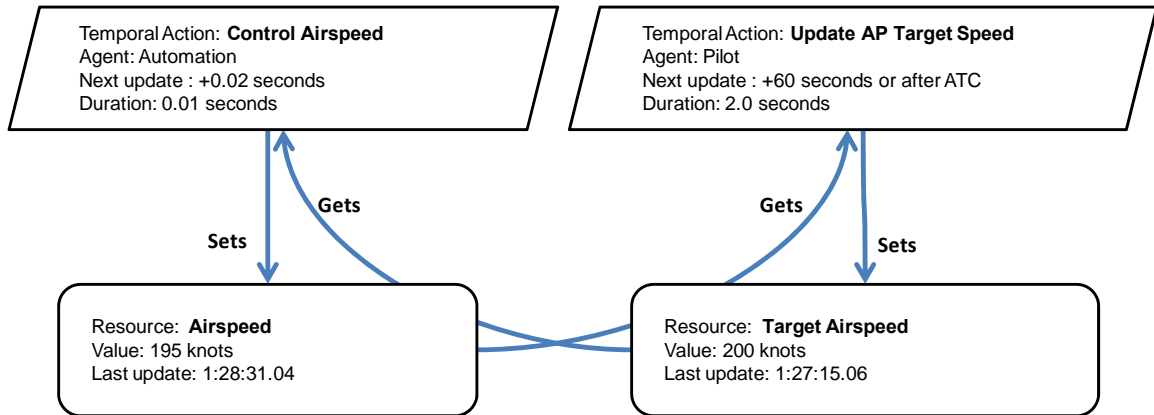 Temporal Action: Control Airspeed
Agent: Automation
Next update : +0.02 seconds
Duration: 0.01 seconds
Temporal Action: Update AP Target Speed
Agent: Pilot
Next update : +60 seconds or after ATC
Duration: 2.0 seconds
Gets
Sets
Gets
Sets
Resource: Airspeed
Value: 195 knots
Last update: 1:28:31.04
Resource: Target Airspeed
Value: 200 knots
Last update: 1:27:15.06